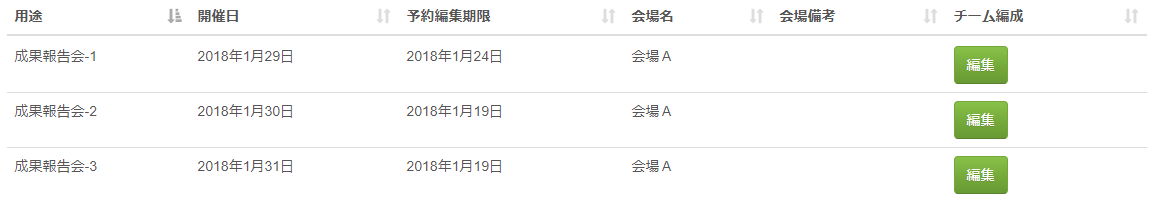 用途 開催日 予約編集期限 会場名 会場備考 チーム編成
成果報告会-1 2018年1月29日 2018年1月24日 会場Ａ 編集
成果報告会-2 2018年1月30日 2018年1月19日 会場Ａ 編集
成果報告会-3 2018年1月31日 2018年1月19日 会場Ａ 編集